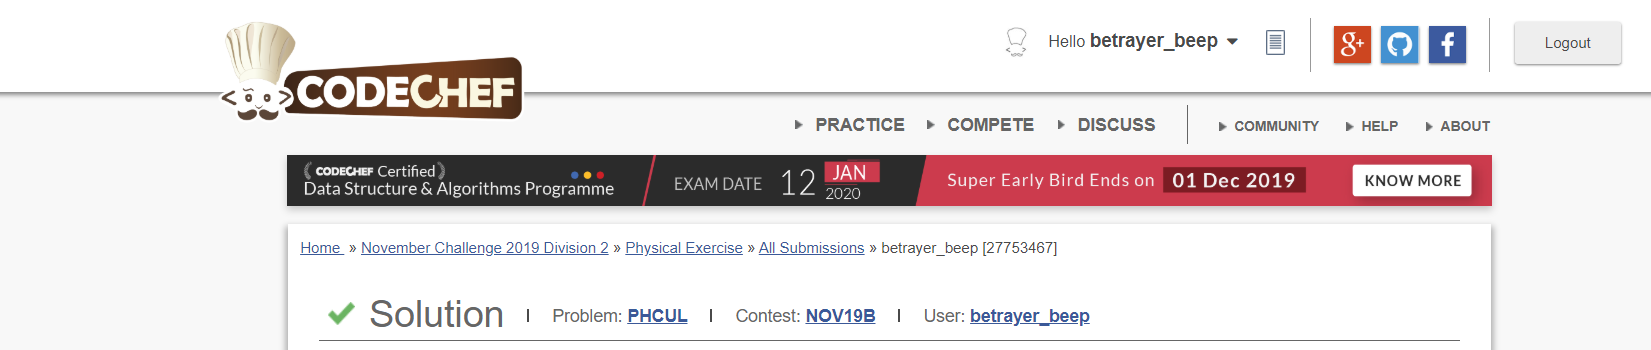 Hello betrayer_beep
g+
f
Logout
CODECHEF
PRACTICE COMPETE DISCUSS COMMUNITY HELP ABOUT
CODECHEF Certified
Data Structure & Algorithms Programme
EXAM DATE 12 JAN 2020
Super Early Bird Ends on 01 Dec 2019
KNOW MORE
Home » November Challenge 2019 Division 2 » Physical Exercise » All Submissions » betrayer_beep [27753467]
Solution | Problem: PHCUL | Contest: NOV19B | User: betrayer_beep